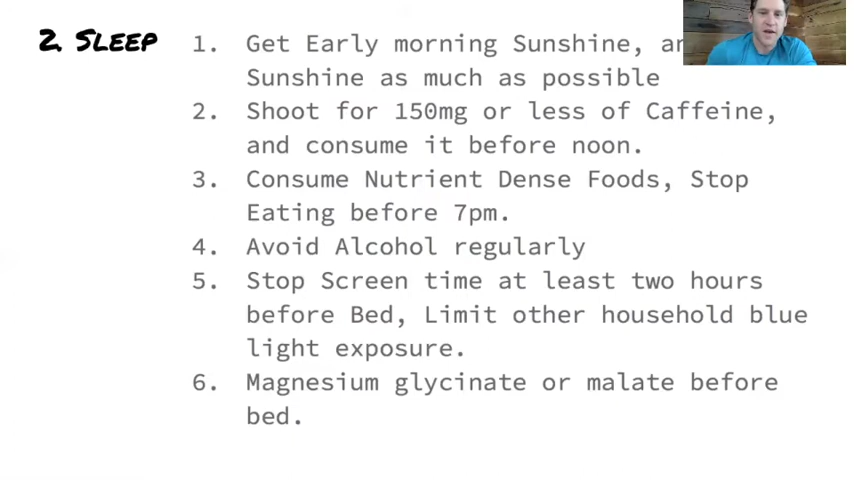 2. Sleep
1. Get Early morning Sunshine,
Sunshine as much as possible
2. Shoot for 150mg or less of Caffeine,
and consume it before noon.
3. Consume Nutrient Dense Foods, Stop
Eating before 7pm.
4. Avoid Alcohol regularly
5. Stop Screen time at least two hours
before Bed, Limit other household blue
light exposure.
6. Magnesium glycinate or malate before
bed.